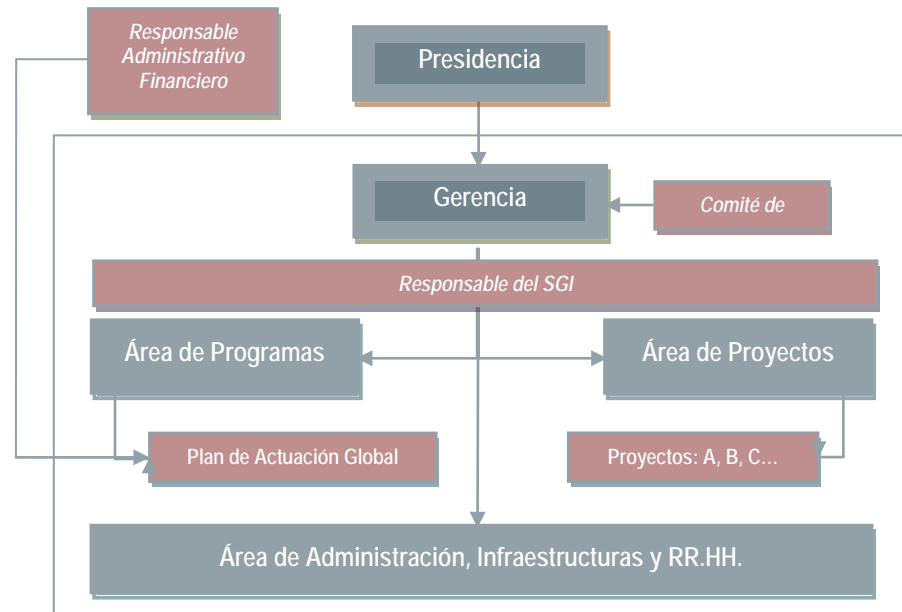 Responsable
Administrativo
Financiero
Presidencia
Gerencia
Comité de
Responsable del SGI
Área de Programas
Área de Proyectos
Plan de Actuación Global
Proyectos: A, B, C...
Área de Administración, Infraestructuras y RR.HH.